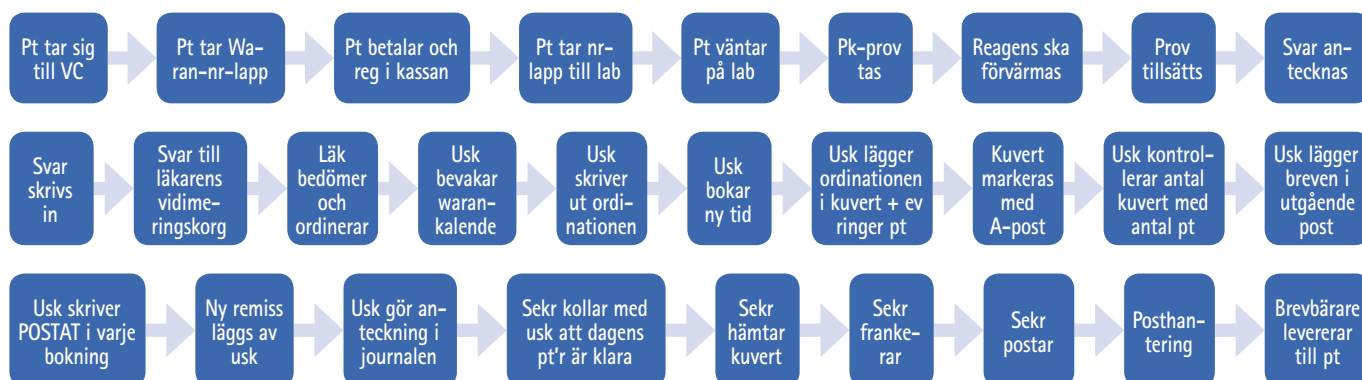 Pt tar sig
till VC
Pt tar Wa-
ran-nr-lapp
Pt betalar och
reg i kassan
Pt tar nr-
lapp till lab
Pt väntar
på lab
Pk-prov
tas
Reagens ska
förvärmas
Prov
tillsätts
Svar an-
tecknas
Svar
skrivs
in
Svar till
läkarens
vidime-
ringskorg
Läk
bedömer
och
ordinerar
Usk
bevakar
waran-
kalende
Usk
skriver
ut ordi-
nationen
Usk
bokar
ny tid
Usk lägger
ordinationen
i kuvert + ev
ringer pt
Kuvert
markeras
med
A-post
Usk kontrol-
lerar antal
kuvert med
antal pt
Usk lägger
breven i
utgående
post
Usk skriver
POSTAT i varje
bokning
Ny remiss
läggs av
usk
Usk gör an-
teckning i
journalen
Sekr kollar med
usk att dagens
pt'r är klara
Sekr
hämtar
kuvert
Sekr
franke-
rar
Sekr
postar
Posthan-
tering
Brevbärare
levererar
till pt